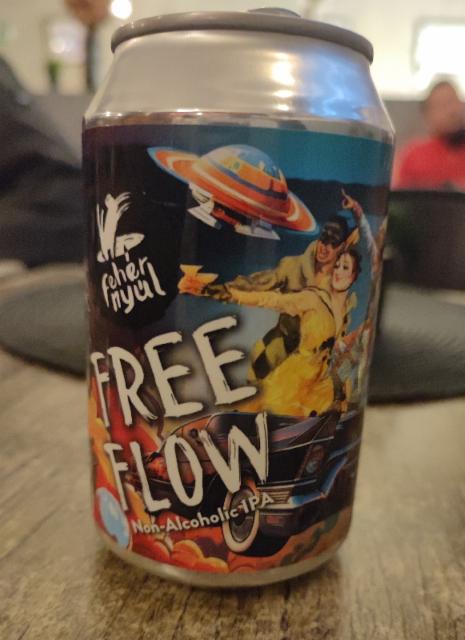 fehér
nyúl
FREE
FLOW
Non-Alcoholic IPA